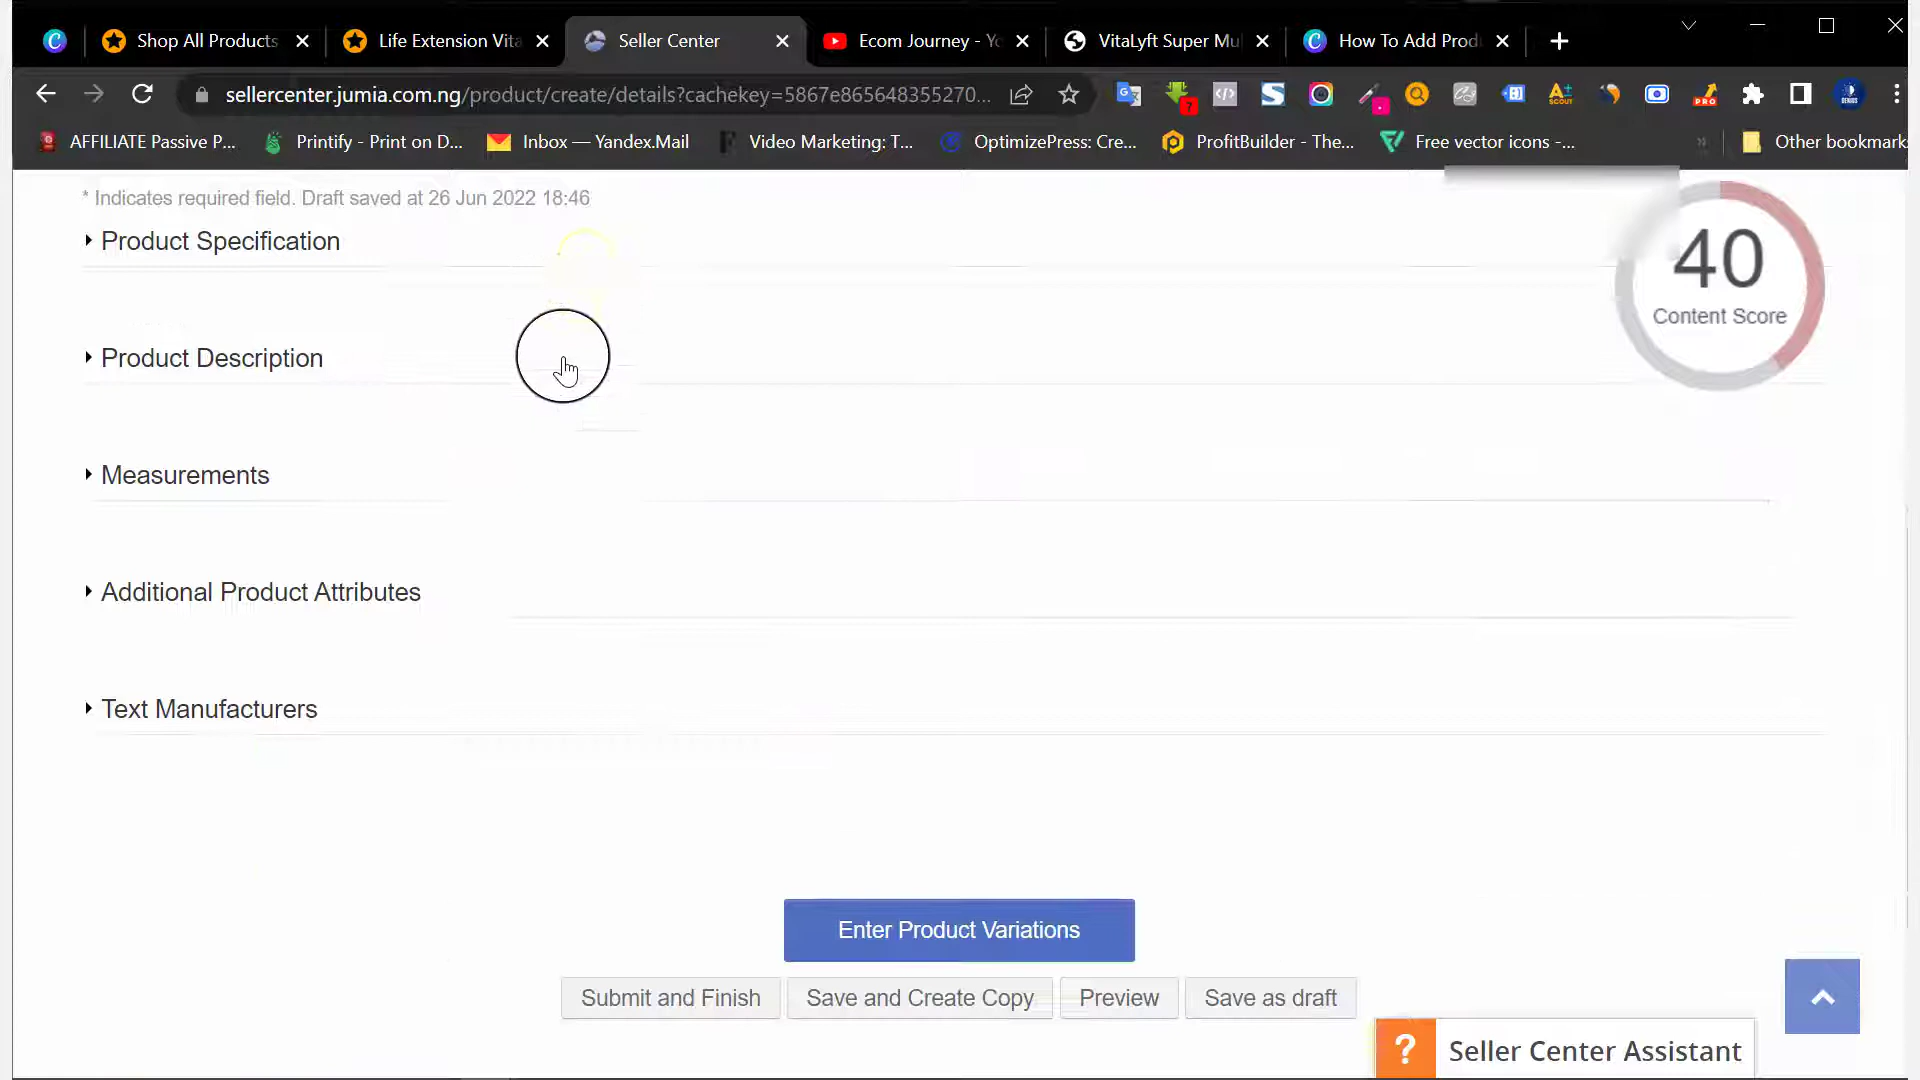 Shop All Products
Life Extension Vita
Seller Center
Ecom Journey - Yo
VitaLyft Super Mu
How To Add Prod
sellercenter.jumia.com.ng/product/create/details?cachekey=5867e865648355270...
?
PRO
A+
SCOUT
AFFILIATE Passive P...
Printify - Print on D...
Inbox — Yandex.Mail
Video Marketing: T...
OptimizePress: Cre...
ProfitBuilder - The...
Free vector icons -...
»
Other bookmarks
* Indicates required field. Draft saved at 26 Jun 2022 18:46
Product Specification
40
Content Score
Product Description
Measurements
Additional Product Attributes
Text Manufacturers
Enter Product Variations
Submit and Finish
Save and Create Copy
Preview
Save as draft
? Seller Center Assistant